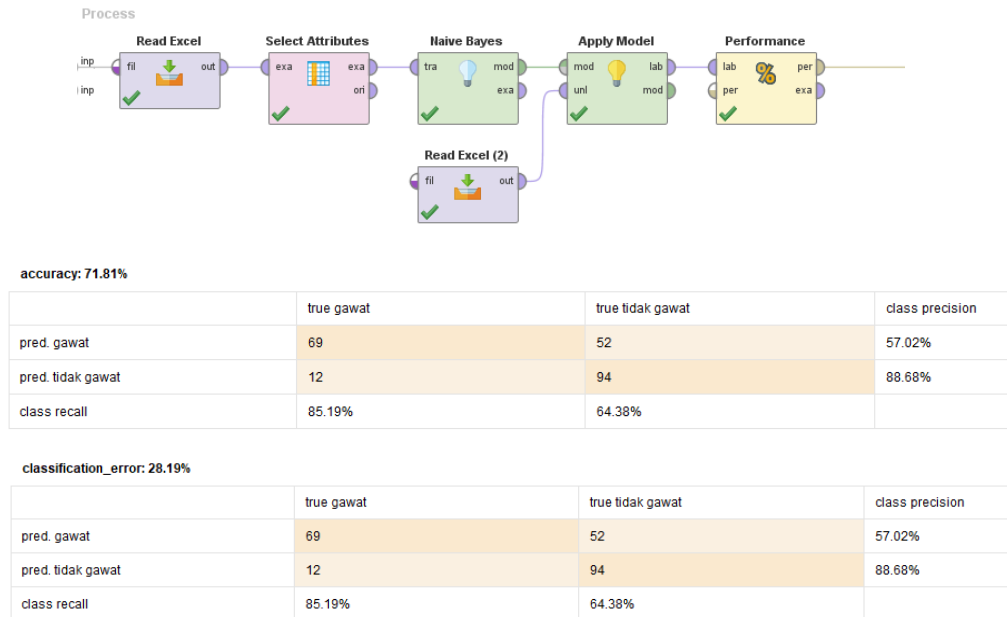 Process
Read Excel Select Attributes Naive Bayes Apply Model Performance
inp fil out exa exa tra mod mod lab lab per
inp ori exa unl mod per exa
%
Read Excel (2)
fil out
accuracy: 71.81%
true gawat true tidak gawat class precision
pred. gawat 69 52 57.02%
pred. tidak gawat 12 94 88.68%
class recall 85.19% 64.38%
classification_error: 28.19%
true gawat true tidak gawat class precision
pred. gawat 69 52 57.02%
pred. tidak gawat 12 94 88.68%
class recall 85.19% 64.38%